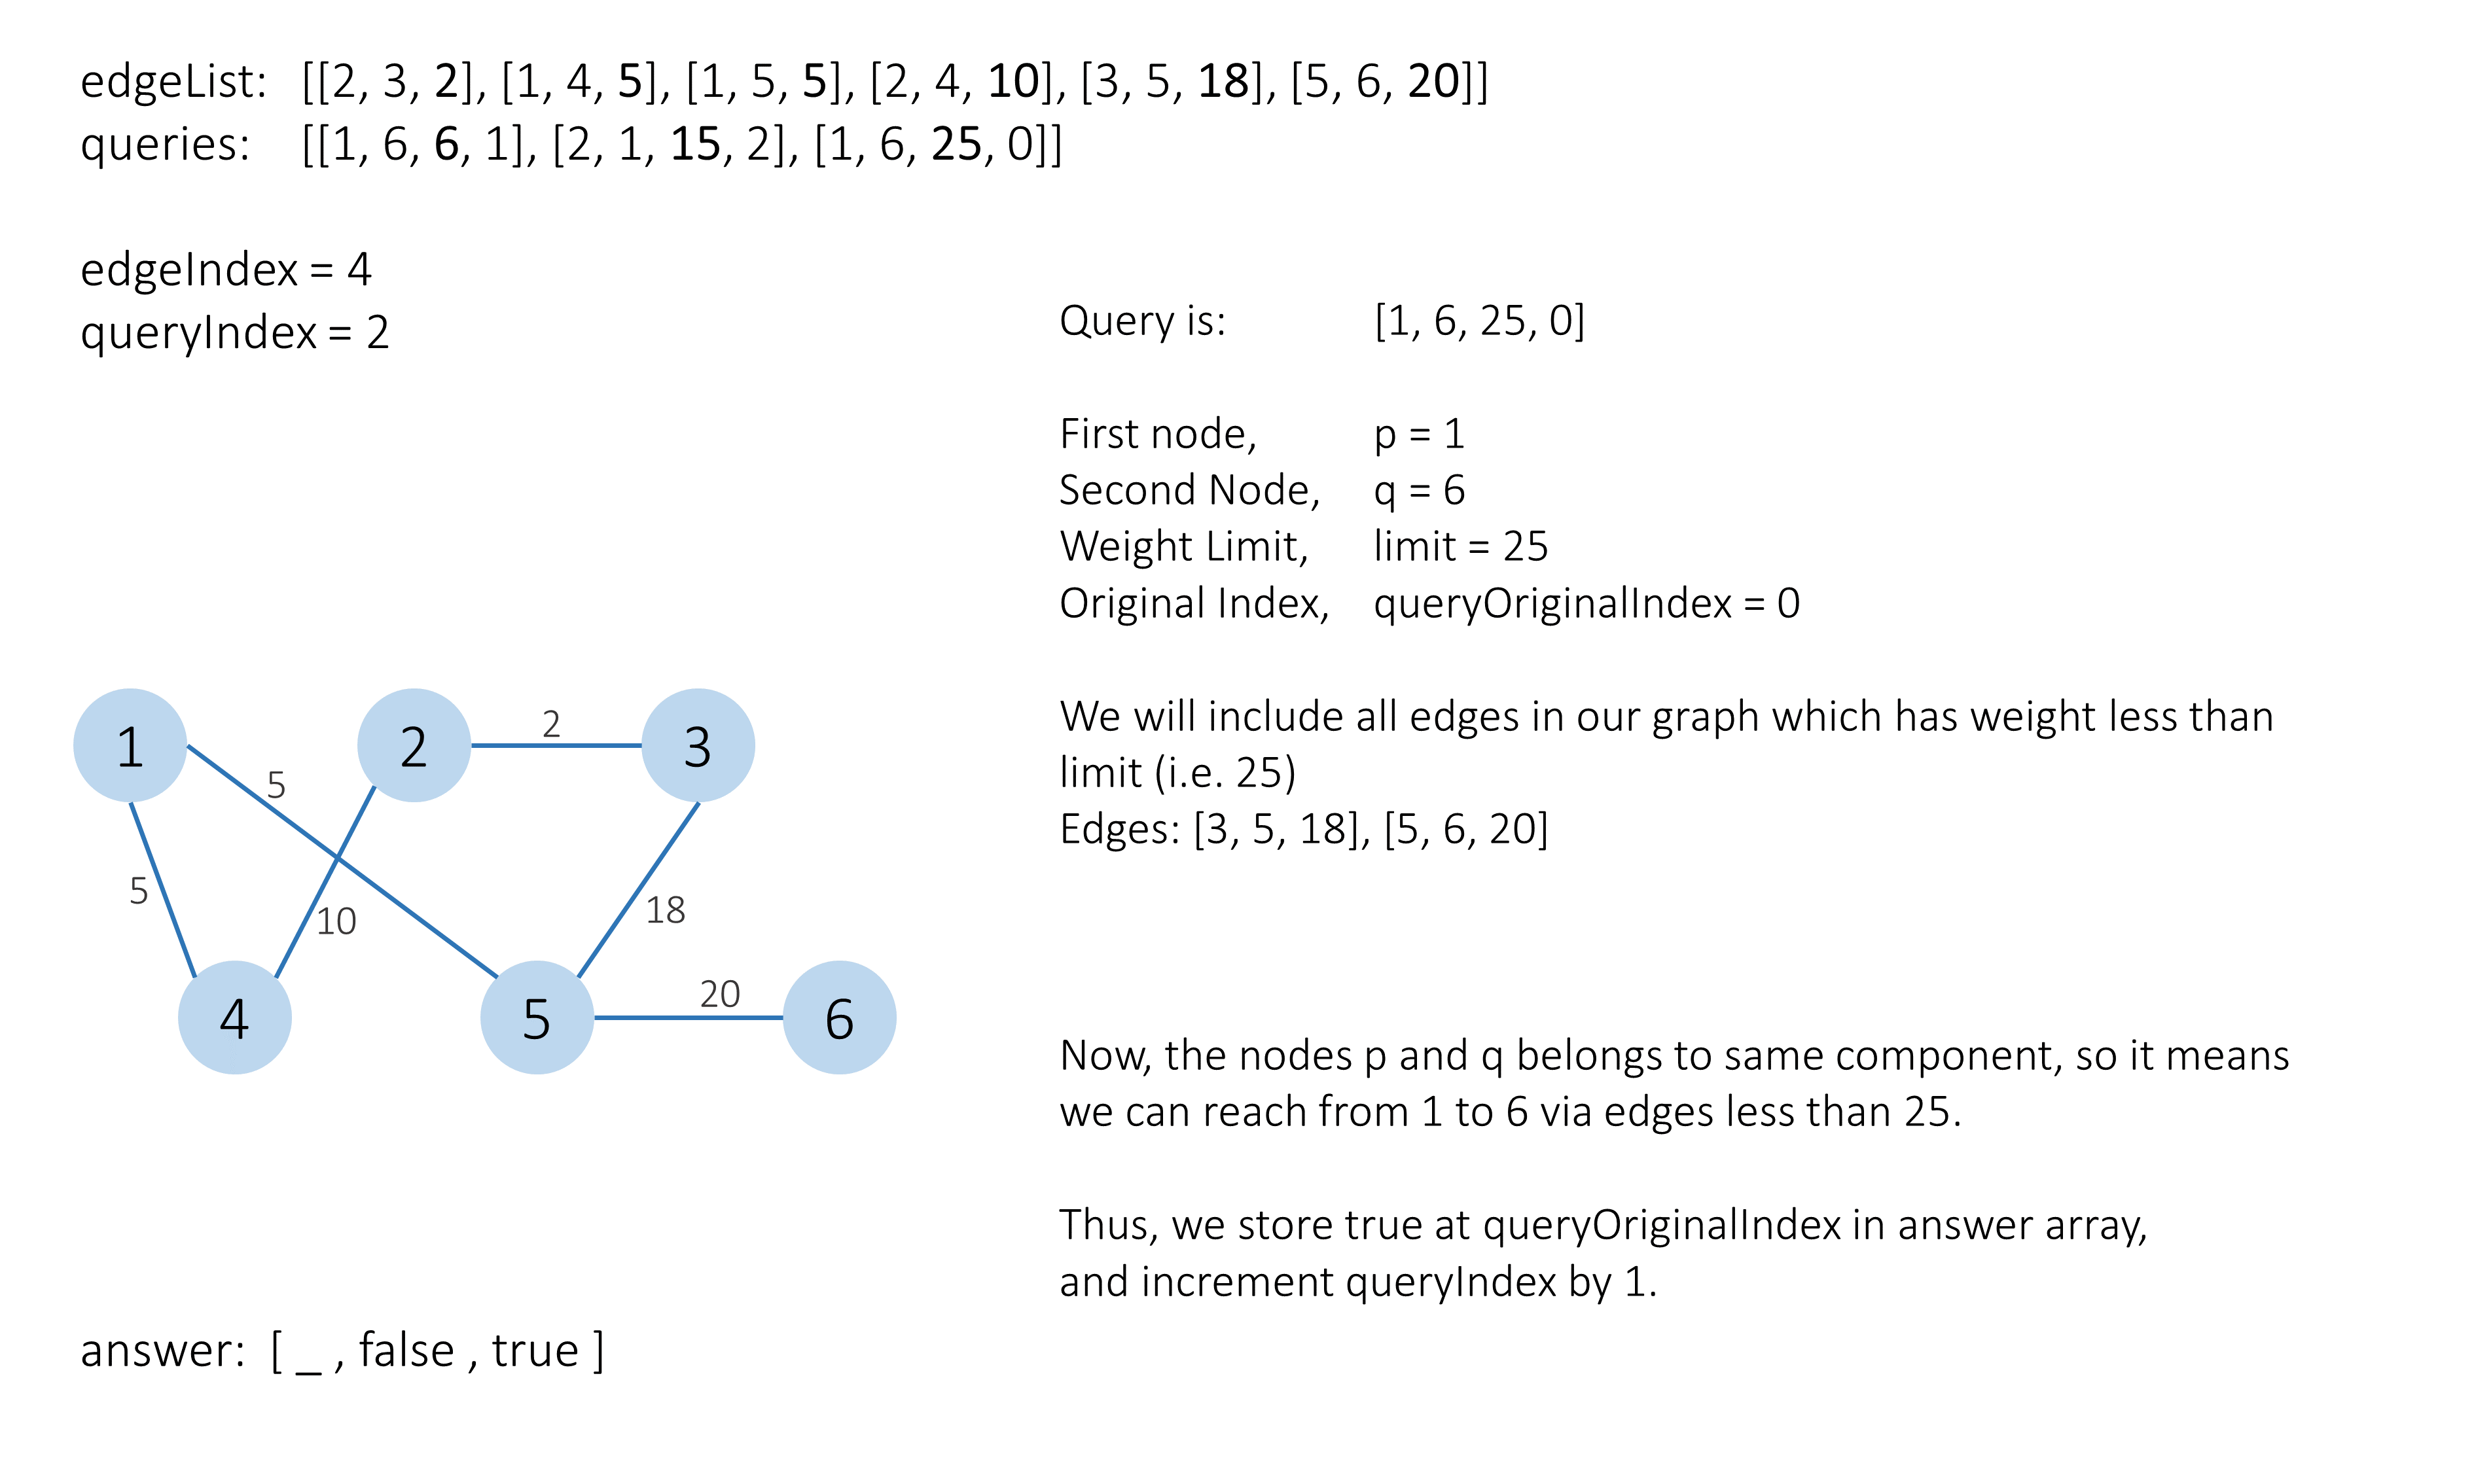 edgeList: [[2, 3, 2], [1, 4, 5], [1, 5, 5], [2, 4, 10], [3, 5, 18], [5, 6, 20]]
queries: [[1, 6, 6, 1], [2, 1, 15, 2], [1, 6, 25, 0]]
edgeIndex = 4
queryIndex = 2
Query is: [1, 6, 25, 0]
First node, p = 1
Second Node, q = 6
Weight Limit, limit = 25
Original Index, queryOriginalIndex = 0
We will include all edges in our graph which has weight less than
limit (i.e. 25)
Edges: [3, 5, 18], [5, 6, 20]
1 2 2 3
5
5 10 18
4 5 20 6
Now, the nodes p and q belongs to same component, so it means
we can reach from 1 to 6 via edges less than 25.
Thus, we store true at queryOriginalIndex in answer array,
and increment queryIndex by 1.
answer: [ _ , false , true ]